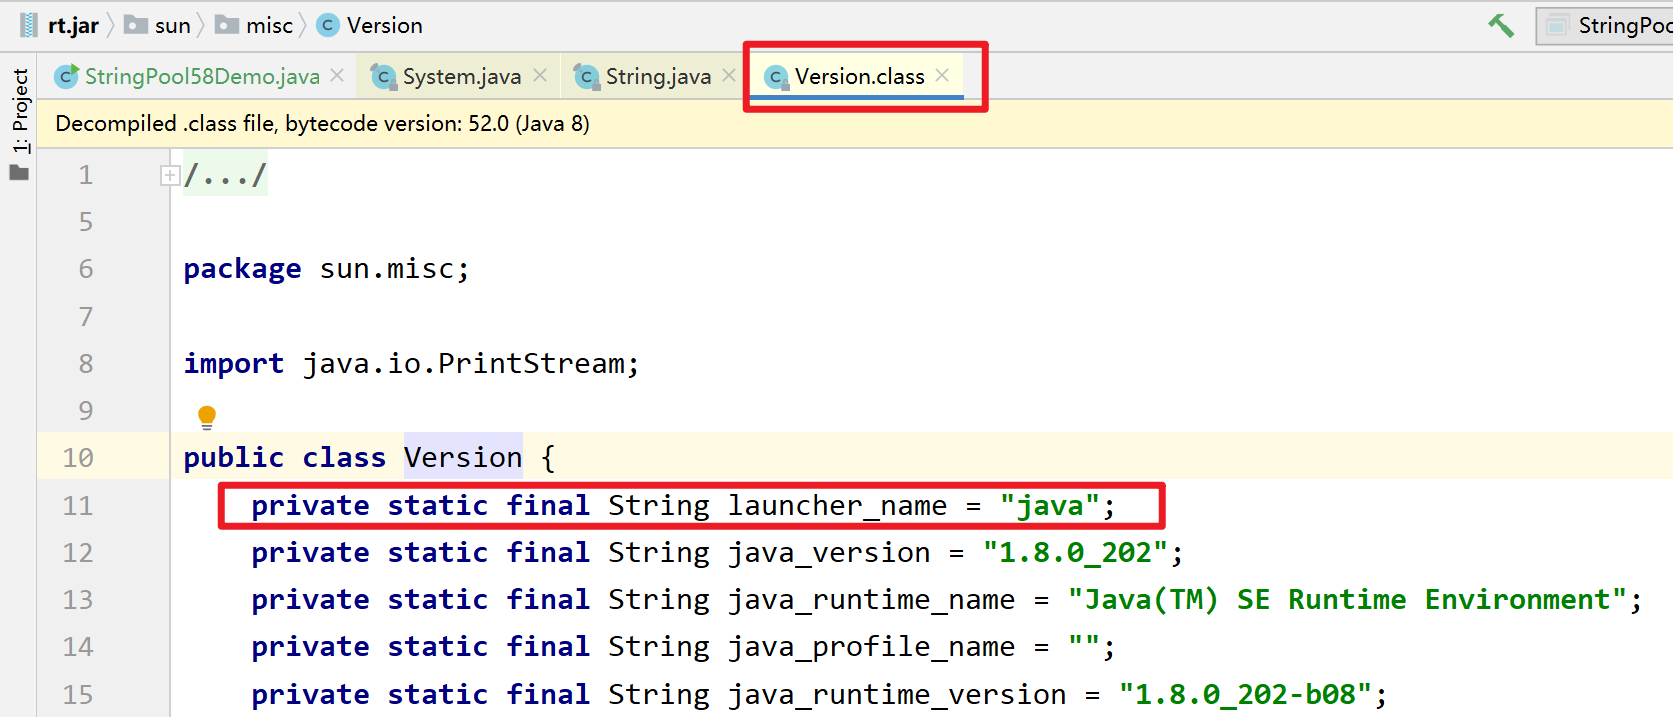 rt.jar sun misc Version StringPoo
1: Project
StringPool58Demo.java System.java String.java Version.class
Decompiled .class file, bytecode version: 52.0 (Java 8)
1 /.../
5
6 package sun.misc;
7
8 import java.io.PrintStream;
9
10 public class Version {
11 private static final String launcher_name = "java";
12 private static final String java_version = "1.8.0_202";
13 private static final String java_runtime_name = "Java(TM) SE Runtime Environment";
14 private static final String java_profile_name = "";
15 private static final String java_runtime_version = "1.8.0_202-b08";